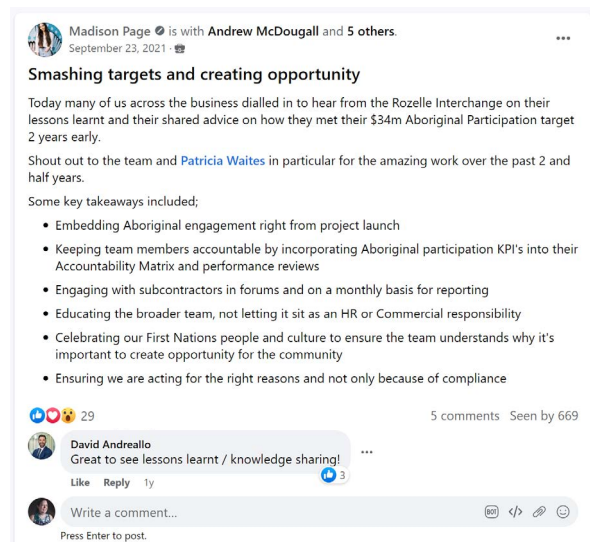 Madison Page is with Andrew McDougall and 5 others.
September 23, 2021 ·
Smashing targets and creating opportunity
Today many of us across the business dialled in to hear from the Rozelle Interchange on their
lessons learnt and their shared advice on how they met their $34m Aboriginal Participation target
2 years early.
Shout out to the team and Patricia Waites in particular for the amazing work over the past 2 and
half years.
Some key takeaways included;
• Embedding Aboriginal engagement right from project launch
• Keeping team members accountable by incorporating Aboriginal participation KPI's into their
Accountability Matrix and performance reviews
• Engaging with subcontractors in forums and on a monthly basis for reporting
• Educating the broader team, not letting it sit as an HR or Commercial responsibility
• Celebrating our First Nations people and culture to ensure the team understands why it's
important to create opportunity for the community
• Ensuring we are acting for the right reasons and not only because of compliance
29 5 comments Seen by 669
David Andreallo
Great to see lessons learnt / knowledge sharing!
3
Like Reply 1y
Write a comment...
BOT </>
Press Enter to post.